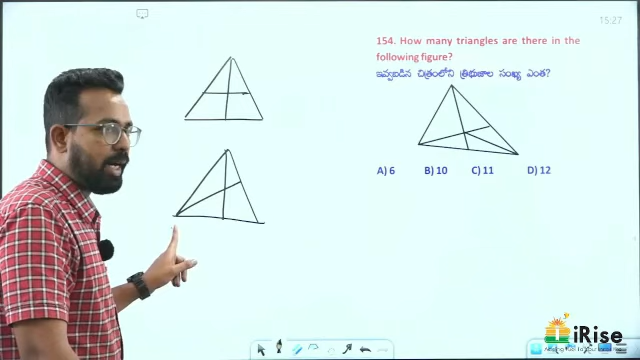 15:27
154. How many triangles are there in the
following figure?
ఇవ్వబడిన చిత్రంలోని త్రిభుజాల సంఖ్య ఎంత?
A) 6 B) 10 C) 11 D) 12
iRise